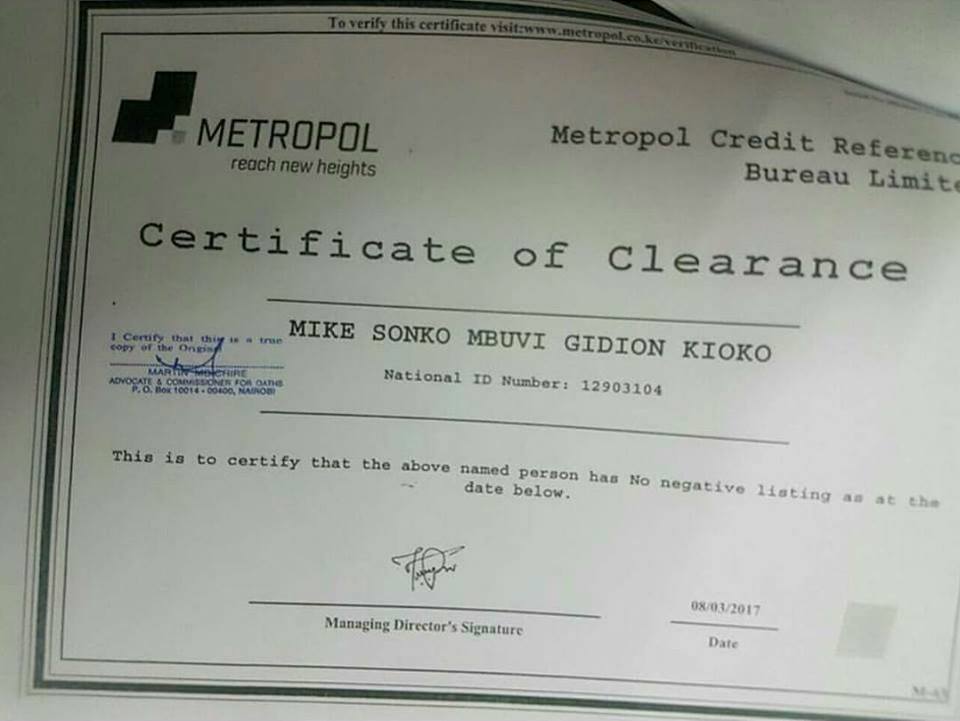 To verify this certificate visit:www.metropol.co.ke/verification
METROPOL
reach new heights
Metropol Credit Referenc
Bureau Limite
Certificate of Clearance
MIKE SONKO MBUVI GIDION KIOKO
National ID Number: 12903104
I Certify that this is a true
copy of the Original
MARTIN
ADVOCATE & COMMISSIONER FOR OATHS
P. O. Box 10014 - 00400, NAIROBI
This is to certify that the above named person has No negative listing as at the
date below.
Managing Director's Signature
08/03/2017
Date